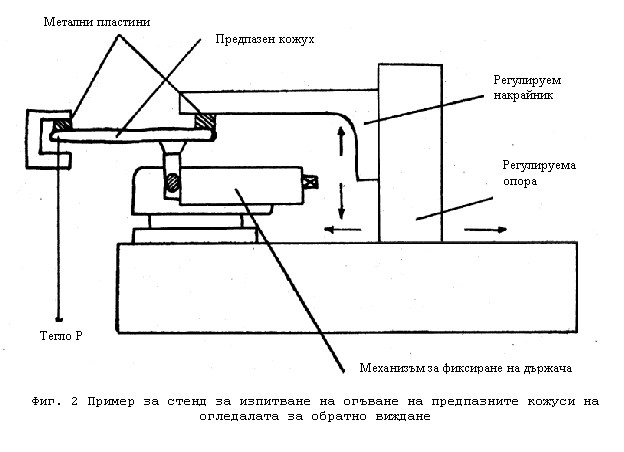 Метални пластини
Предпазен кожух
Регулируем
накрайник
Регулируема
опора
Тегло Р
Механизъм за фиксиране на държача
Фиг. 2 Пример за стенд за изпитване на огъване на предпазните кожуси на
огледалата за обратно виждане